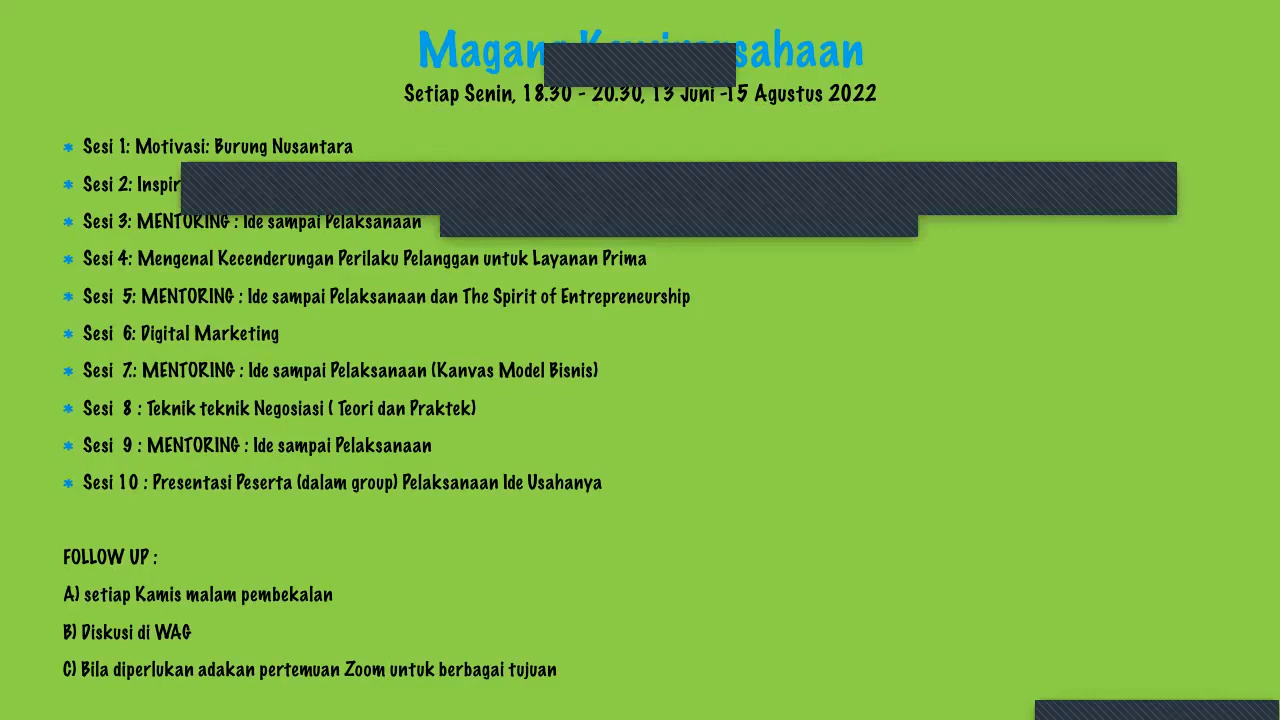 Magang Kewirausahaan
Setiap Senin, 18.30 - 20.30, 13 Juni -15 Agustus 2022
* Sesi 1: Motivasi: Burung Nusantara
* Sesi 2:
* Sesi 3: MENTORING : Ide sampai Pelaksanaan
* Sesi 4: Mengenal Kecenderungan Perilaku Pelanggan untuk Layanan Prima
* Sesi 5: MENTORING : Ide sampai Pelaksanaan dan The Spirit of Entrepreneurship
* Sesi 6: Digital Marketing
* Sesi 7.: MENTORING : Ide sampai Pelaksanaan (Kanvas Model Bisnis)
* Sesi 8 : Teknik teknik Negosiasi ( Teori dan Praktek)
* Sesi 9 : MENTORING : Ide sampai Pelaksanaan
* Sesi 10 : Presentasi Peserta (dalam group) Pelaksanaan Ide Usahanya
FOLLOW UP :
A) setiap Kamis malam pembekalan
B) Diskusi di WAG
C) Bila diperlukan adakan pertemuan Zoom untuk berbagai tujuan